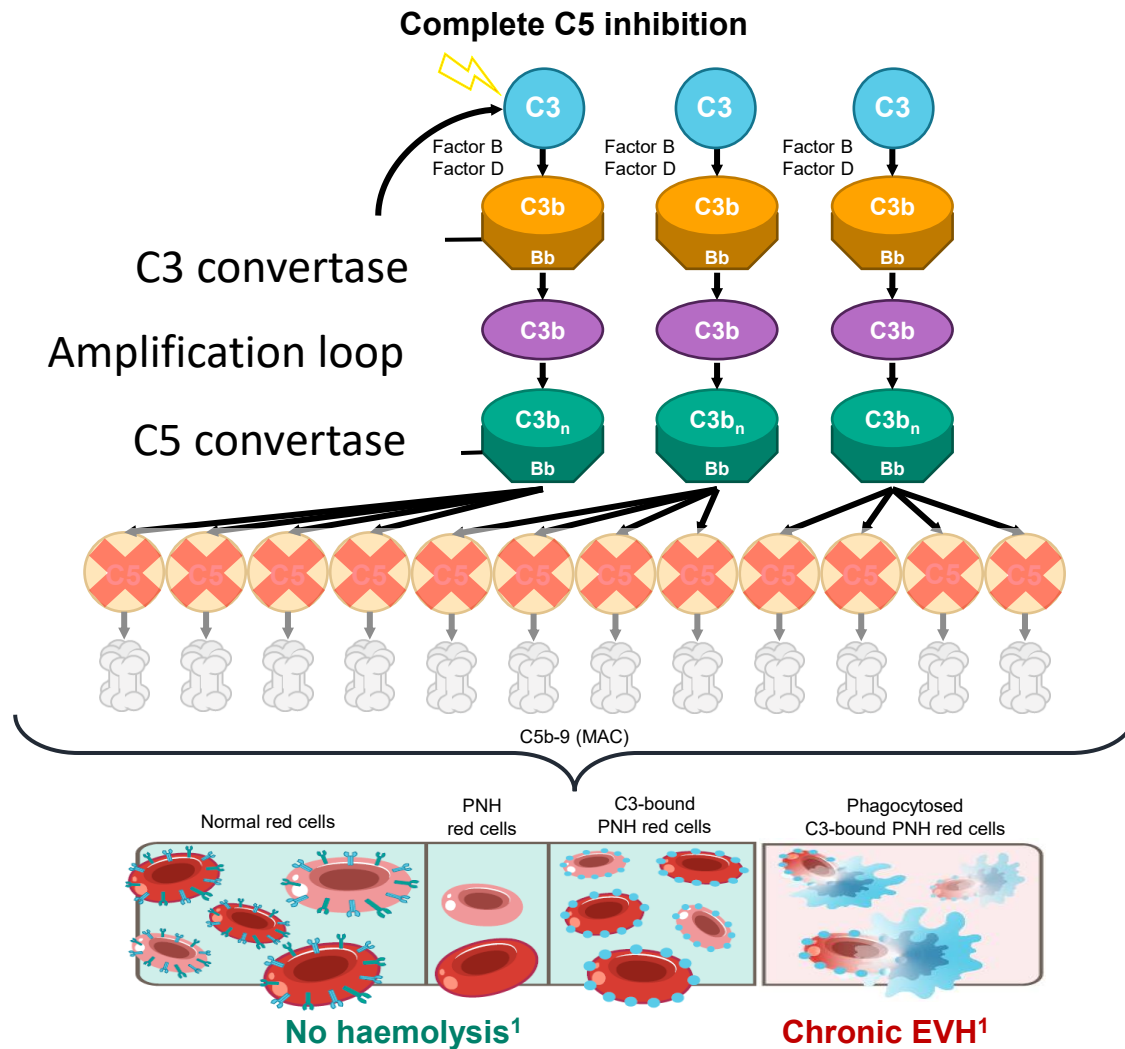 Complete C5 inhibition
C3 C3 C3
Factor B Factor B Factor B
Factor D Factor D Factor D
C3b C3b C3b
Bb Bb Bb
C3 convertase
C3b C3b C3b
Amplification loop
C3bₙ C3bₙ C3bₙ
C5 convertase
Bb Bb Bb
C5 C5 C5 C5 C5 C5 C5 C5 C5 C5 C5 C5
C5b-9 (MAC)
Normal red cells
PNH
red cells
C3-bound
PNH red cells
Phagocytosed
C3-bound PNH red cells
No haemolysis¹
Chronic EVH¹